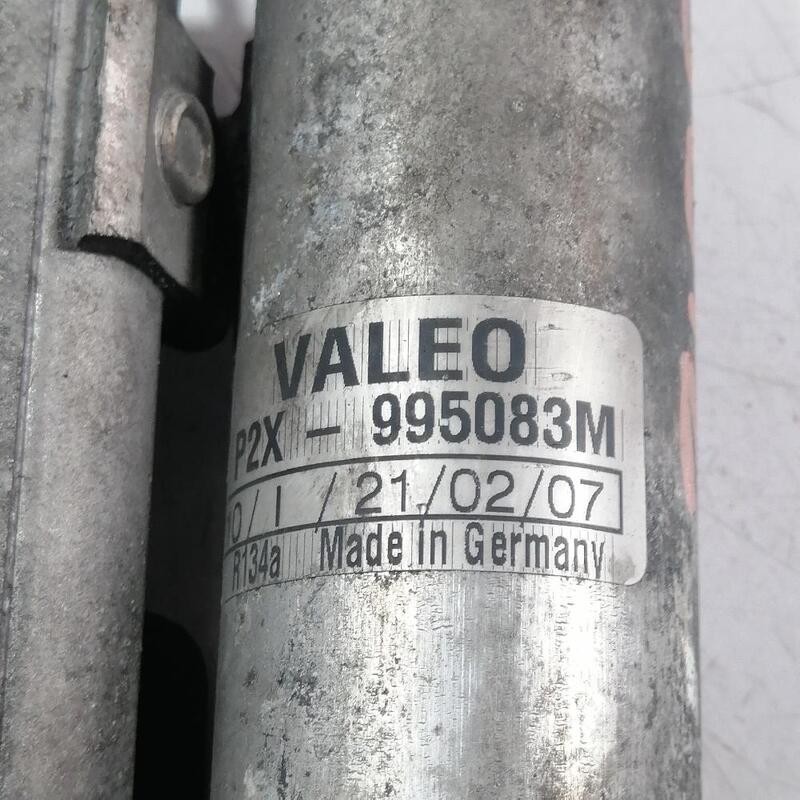 VALEO
P2X - 995083M
0/ I / 21/02/07
R134a Made in Germany